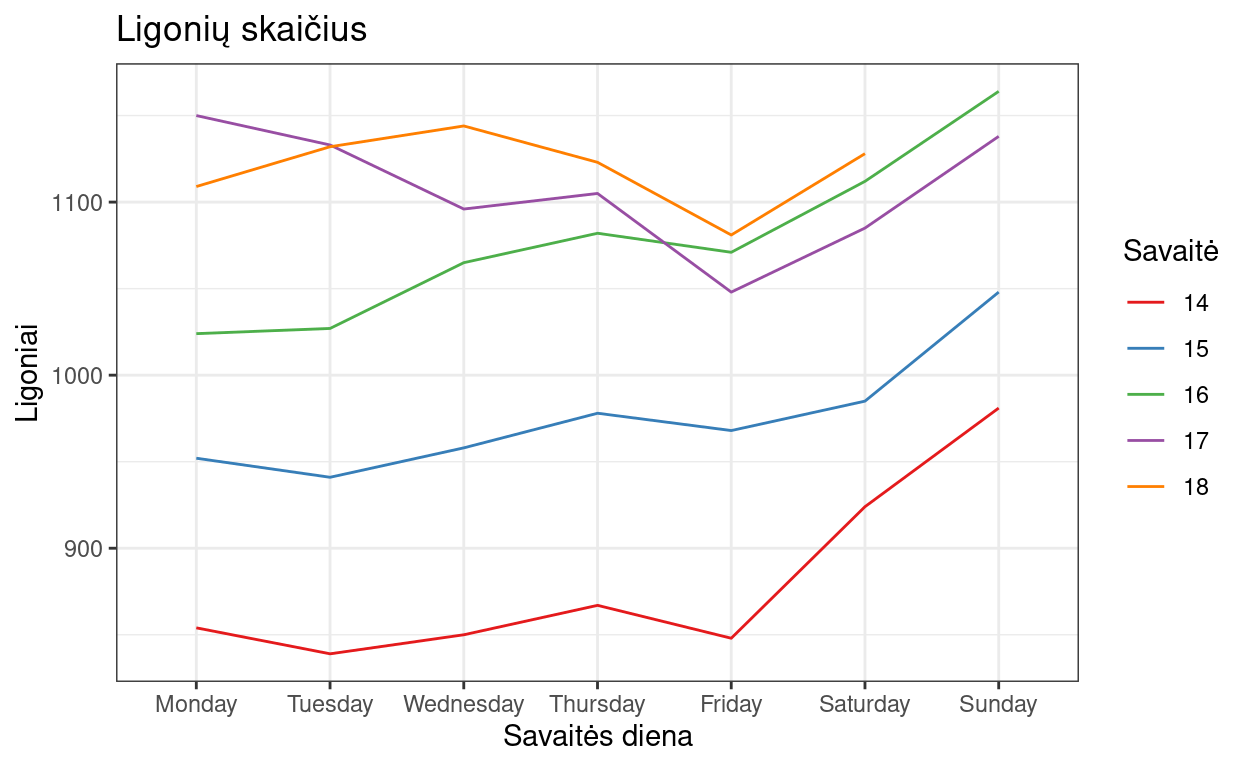 Ligonių skaičius
Ligoniai
1100
1000
900
Monday Tuesday Wednesday Thursday Friday Saturday Sunday
Savaitės diena
Savaitė
14
15
16
17
18